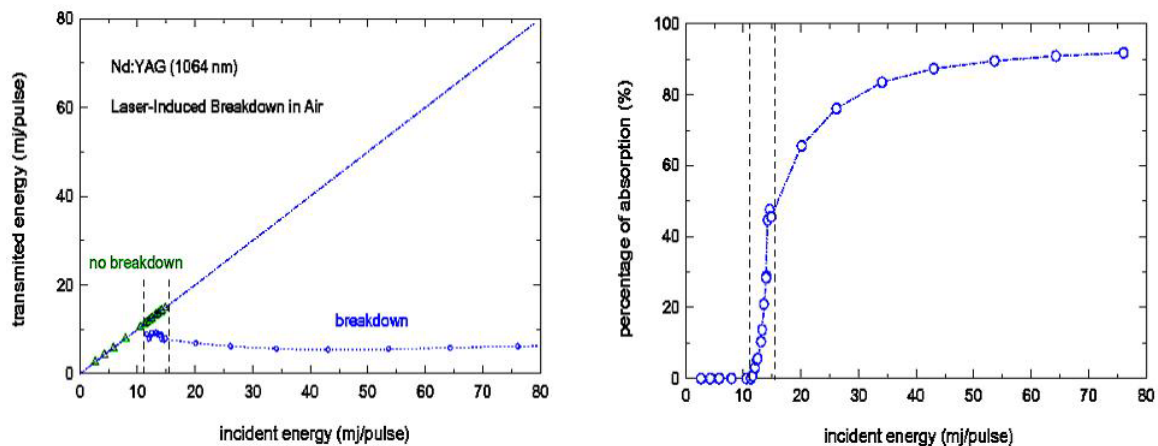 80
60
40
20
0
0 10 20 30 40 50 60 70 80
transmited energy (mj/pulse)
incident energy (mj/pulse)
Nd:YAG (1064 nm)
Laser-Induced Breakdown in Air
no breakdown
breakdown
100
80
60
40
20
0
0 10 20 30 40 50 60 70 80
percentage of absorption (%)
incident energy (mj/pulse)